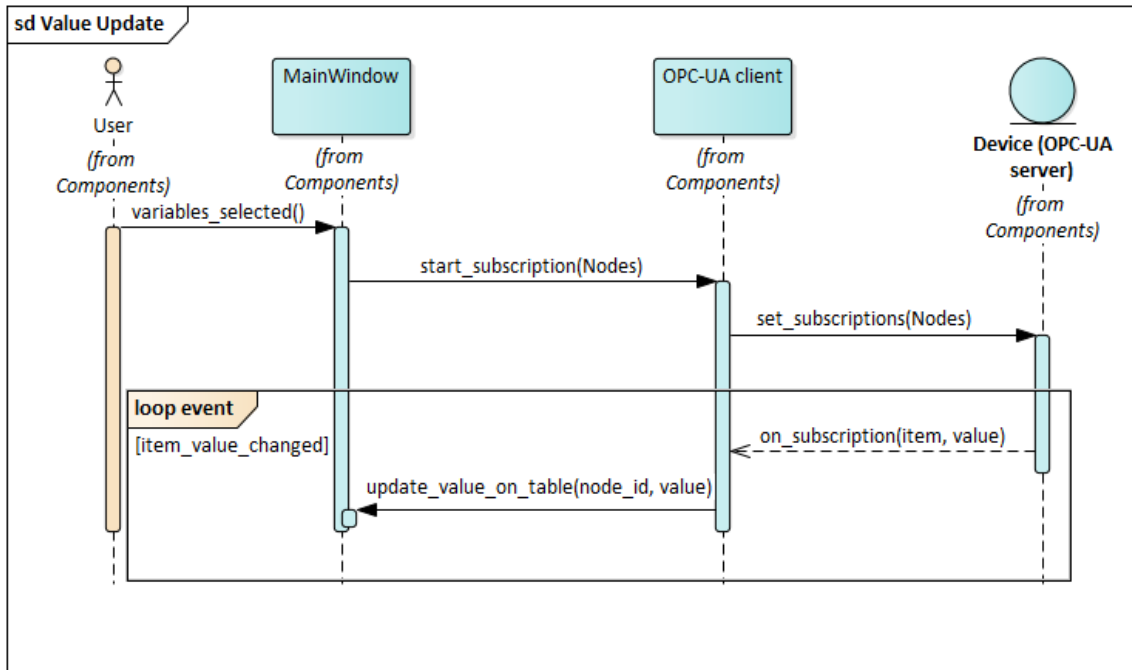 sd Value Update
User
(from
Components)
MainWindow
(from
Components)
OPC-UA client
(from
Components)
Device (OPC-UA
server)
(from
Components)
variables_selected()
start_subscription(Nodes)
set_subscriptions(Nodes)
loop event
[item_value_changed]
on_subscription(item, value)
update_value_on_table(node_id, value)